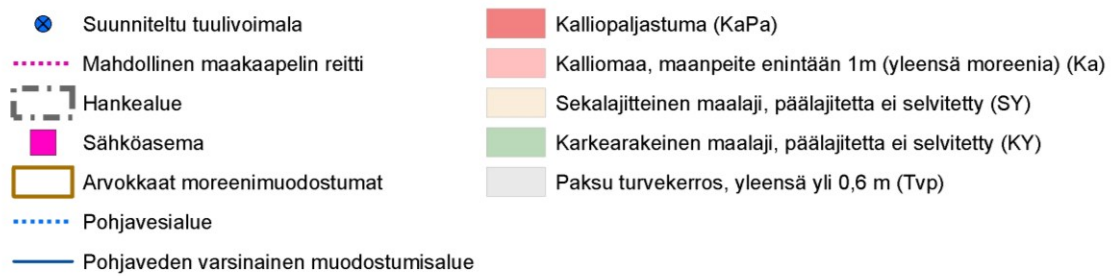 Suunniteltu tuulivoimala
Mahdollinen maakaapelin reitti
Hankealue
Sähköasema
Arvokkaat moreenimuodostumat
Pohjavesialue
Pohjaveden varsinainen muodostumisalue
Kalliopaljastuma (KaPa)
Kalliomaa, maanpeite enintään 1m (yleensä moreenia) (Ka)
Sekalajitteinen maalaji, päälajitetta ei selvitetty (SY)
Karkearakeinen maalaji, päälajitetta ei selvitetty (KY)
Paksu turvekerros, yleensä yli 0,6 m (Tvp)